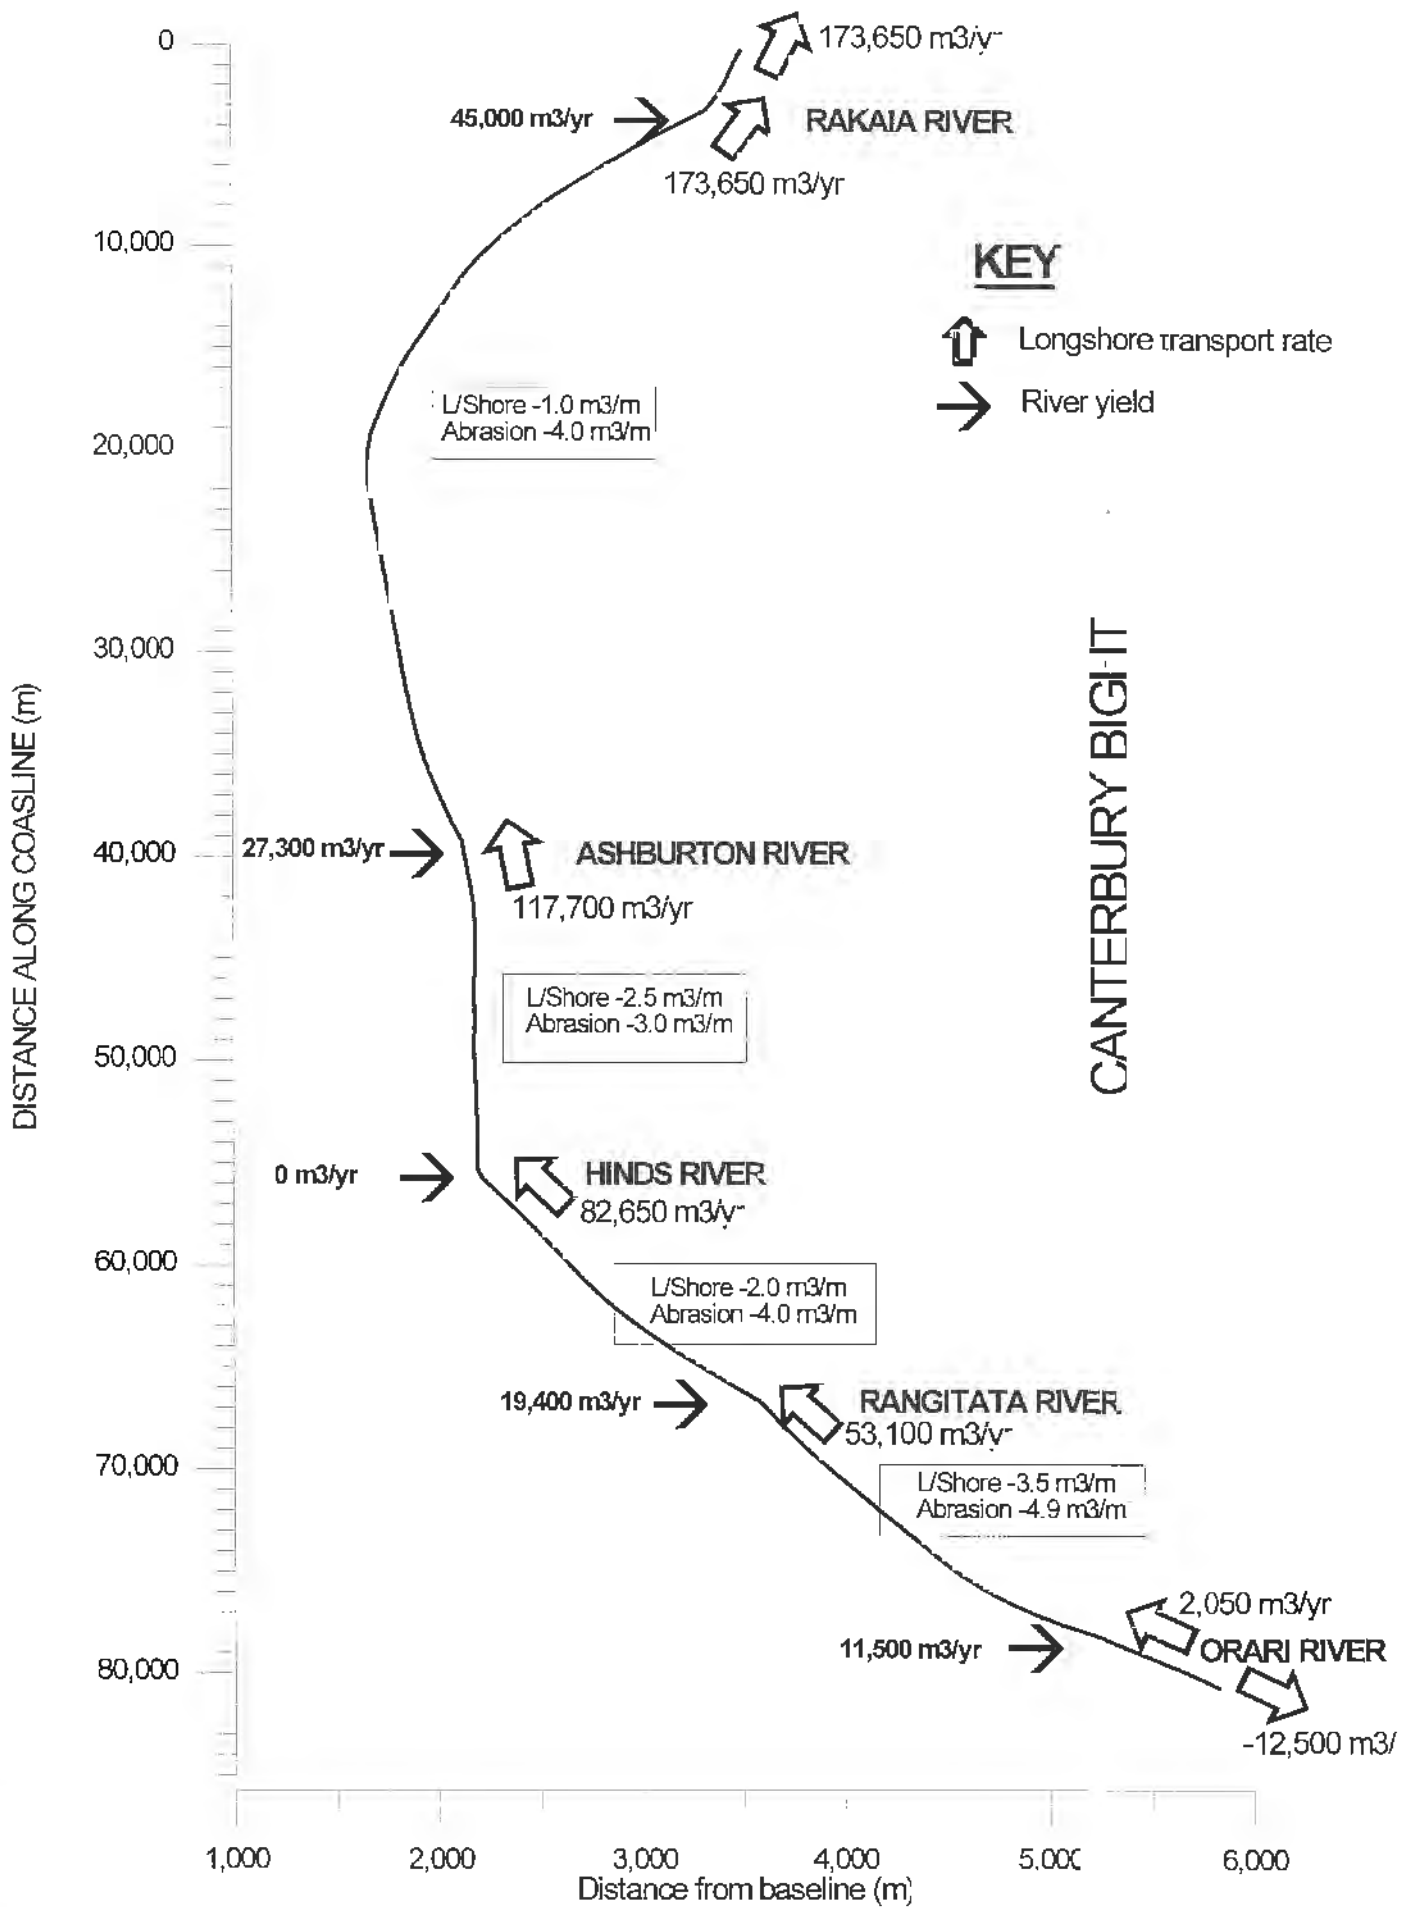 0
173,650 m3/y
45,000 m3/yr
RAKAIA RIVER
173,650 m3/yr
10,000
KEY
Longshore transport rate
River yield
L/Shore -1.0 m3/m
Abrasion -4.0 m3/m
20,000
30,000
DISTANCE ALONG COASLINE (m)
CANTERBURY BIGHT
27,300 m3/yr
40,000
ASHBURTON RIVER
117,700 m3/yr
L/Shore -2.5 m3/m
Abrasion -3.0 m3/m
50,000
0 m3/yr
HINDS RIVER
82,650 m3/y
60,000
L/Shore -2.0 m3/m
Abrasion -4.0 m3/m
19,400 m3/yr
RANGITATA RIVER
53,100 m3/y
70,000
L/Shore -3.5 m3/m
Abrasion -4.9 m3/m
2,050 m3/yr
11,500 m3/yr
ORARI RIVER
80,000
-12,500 m3/
1,000
2,000
3,000
4,000
5,000
6,000
Distance from baseline (m)